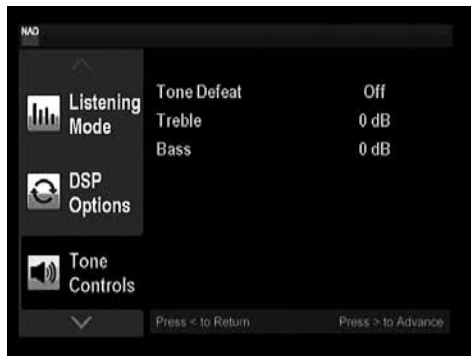 NAD
Listening
Mode
DSP
Options
Tone
Controls
Tone Defeat Off
Treble 0 dB
Bass 0 dB
Press < to Return Press > to Advance